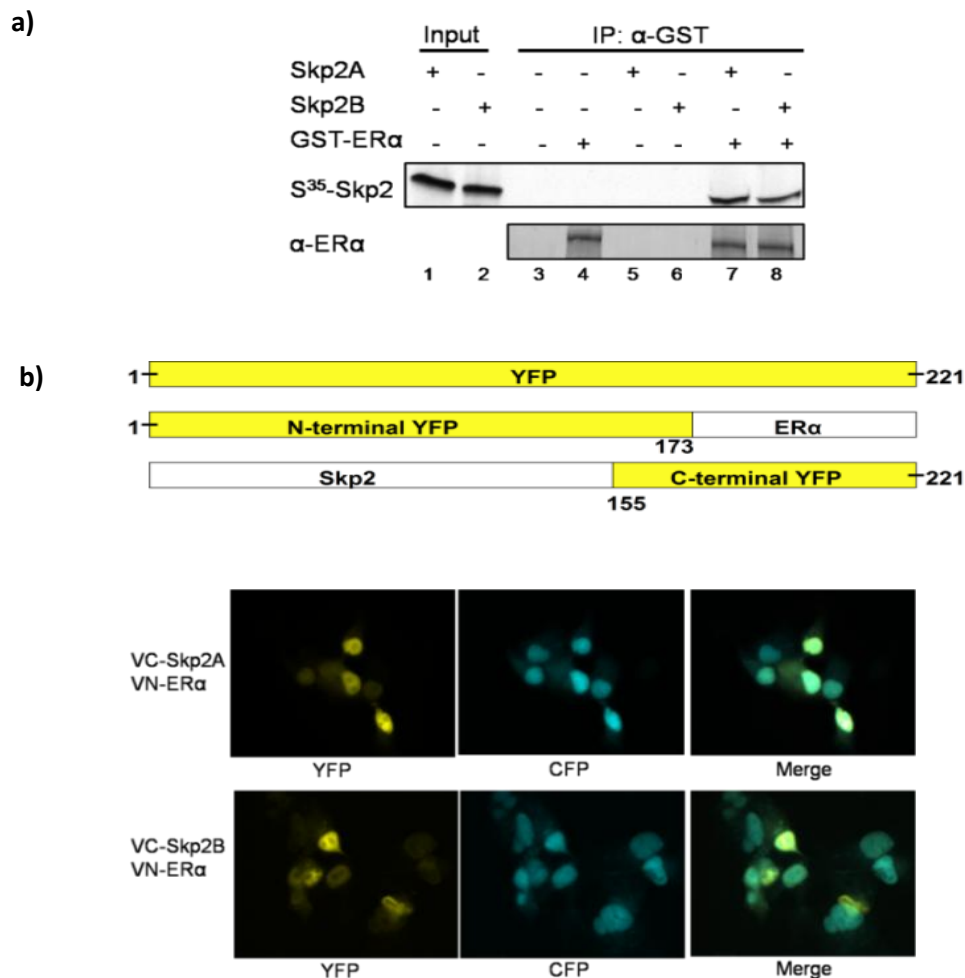 a)
Input IP: α-GST
Skp2A + - - - + - + -
Skp2B - + - - - + - +
GST-ERα - - - + - - + +
S³⁵-Skp2
α-ERα
1 2 3 4 5 6 7 8
b)
1 YFP 221
1 N-terminal YFP ERα
173
Skp2 C-terminal YFP 221
155
VC-Skp2A
VN-ERα
YFP CFP Merge
VC-Skp2B
VN-ERα
YFP CFP Merge